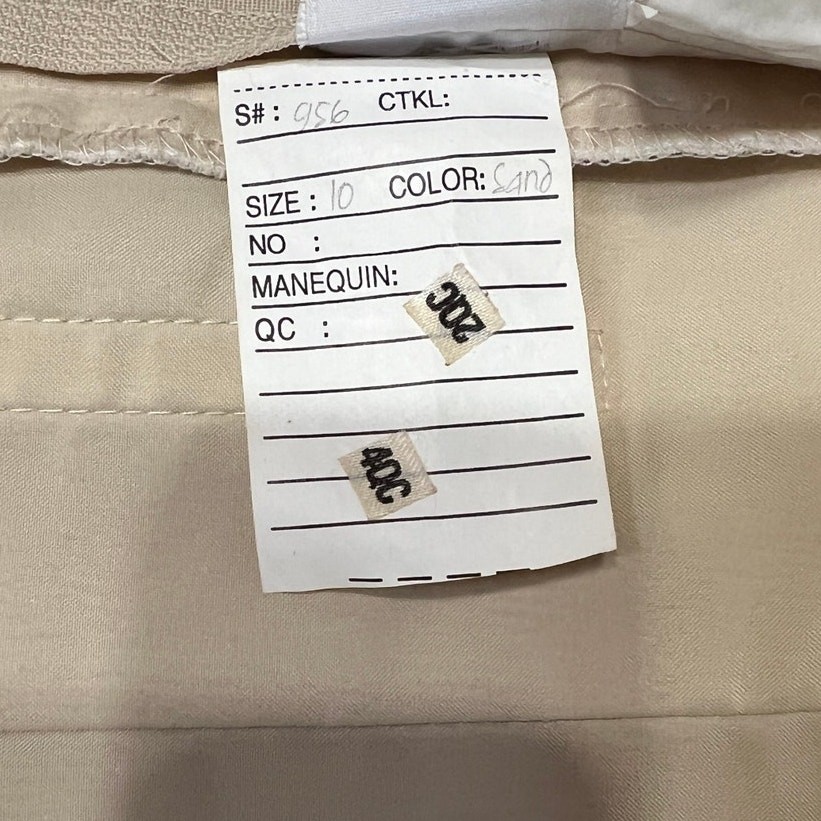 S# : 956 CTKL:
SIZE : 10 COLOR: Sand
NO :
MANEQUIN:
QC :
2QC
4QC